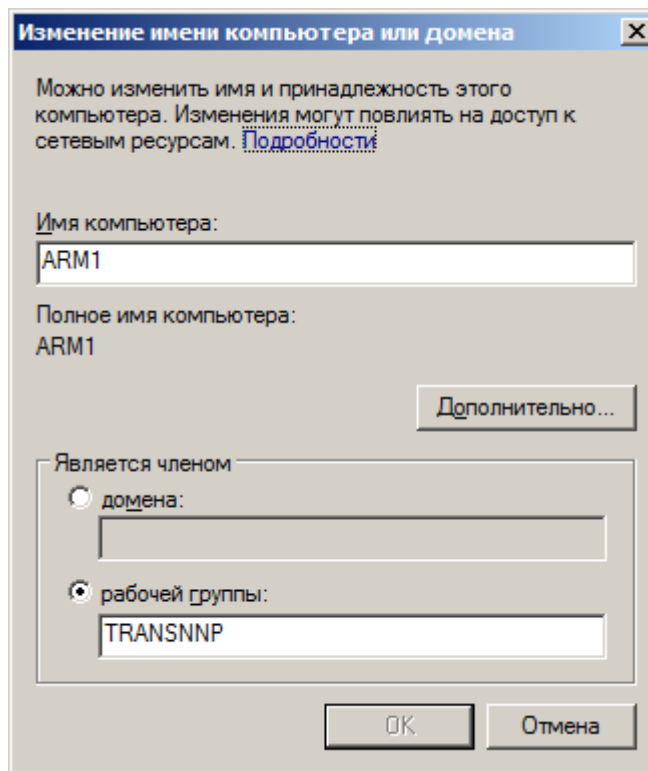 Изменение имени компьютера или домена
Можно изменить имя и принадлежность этого
компьютера. Изменения могут повлиять на доступ к
сетевым ресурсам. Подробности
Имя компьютера:
ARM1
Полное имя компьютера:
ARM1
Дополнительно...
Является членом
домена:
рабочей группы:
TRANSNNP
OK
Отмена